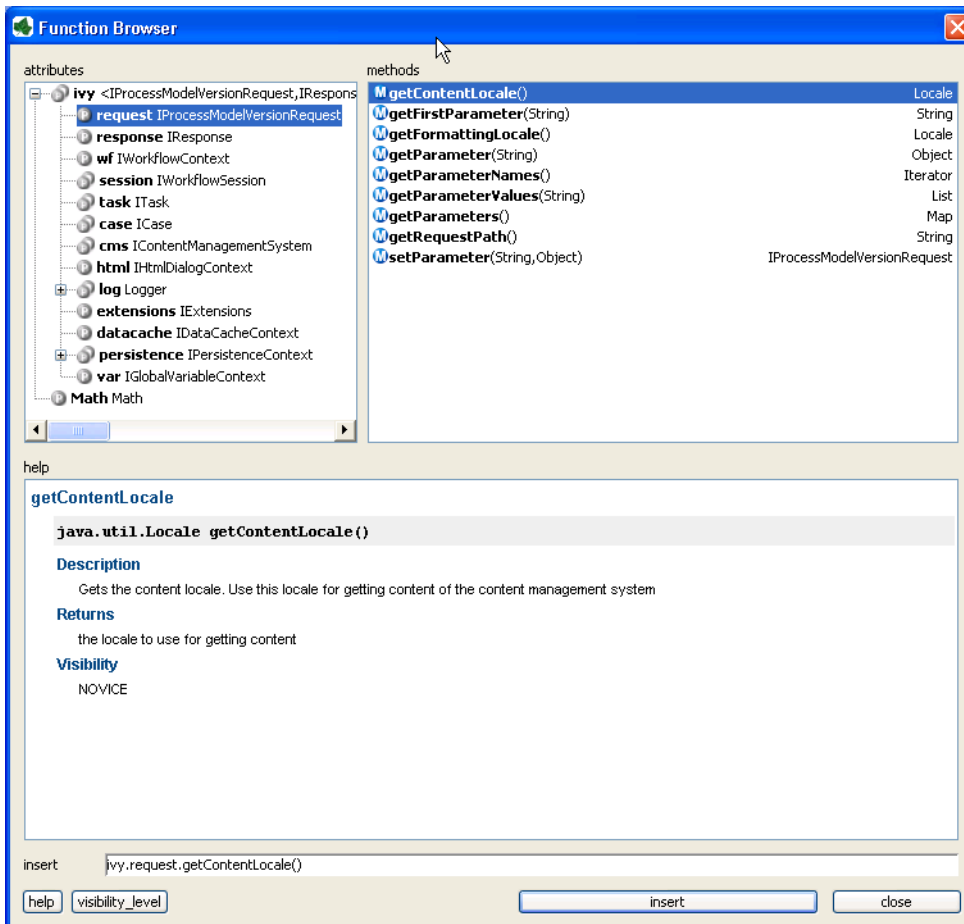 Function Browser
attributes
ivy <IProcessModelVersionRequest,IRespons
request IProcessModelVersionRequest
response IResponse
wf IWorkflowContext
session IWorkflowSession
task ITask
case ICase
cms IContentManagementSystem
html IHtmlDialogContext
log Logger
extensions IExtensions
datacache IDataCacheContext
persistence IPersistenceContext
var IGlobalVariableContext
Math Math
methods
getContentLocale() Locale
getFirstParameter(String) String
getFormattingLocale() Locale
getParameter(String) Object
getParameterNames() Iterator
getParameterValues(String) List
getParameters() Map
getRequestPath() String
setParameter(String,Object) IProcessModelVersionRequest
help
getContentLocale
java.util.Locale getContentLocale()
Description
Gets the content locale. Use this locale for getting content of the content management system
Returns
the locale to use for getting content
Visibility
NOVICE
insert ivy.request.getContentLocale()
help visibility_level insert close